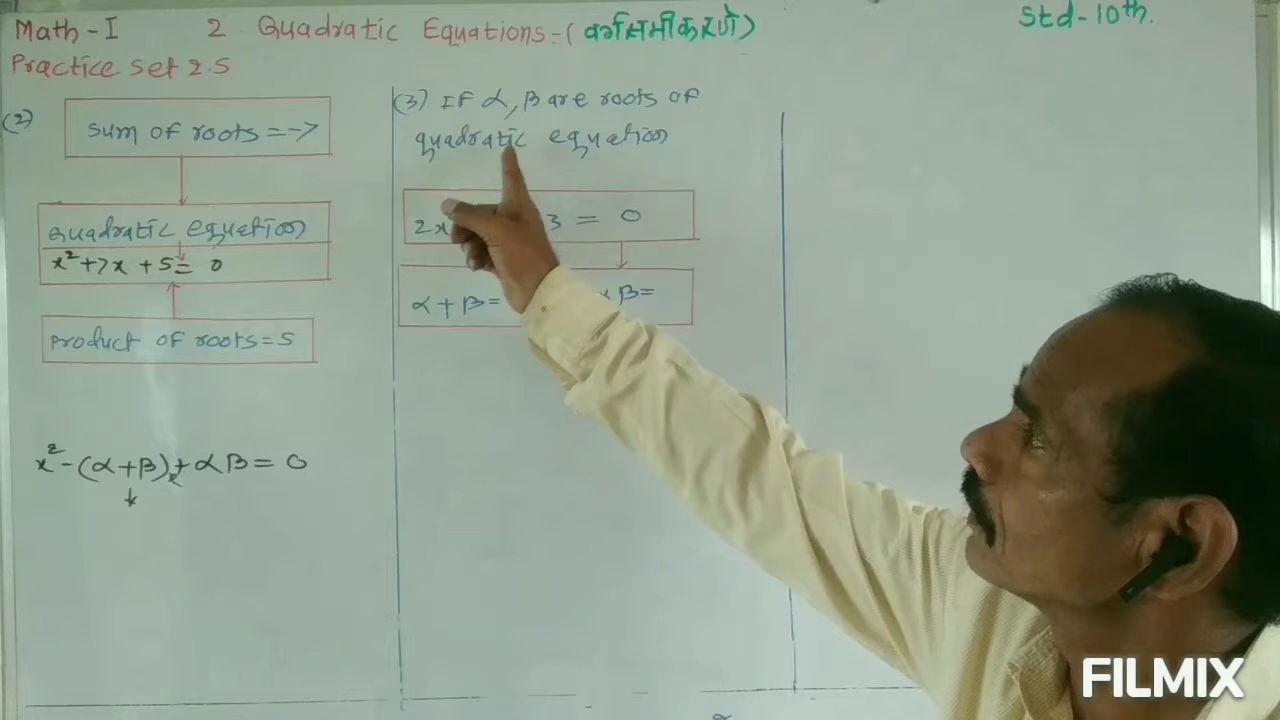 Math-I 2 Quadratic Equations-(वर्गसमीकरणे)
Std-10th.
Practice Set 2.5
(2)
sum of roots = -7
quadratic equation
x²+7x+5= 0
product of roots=5
x²-(α+β)x+αβ= 0
(3) IF α, β are roots of
quadratic equation
2x 3 = 0
α+β= β=
FILMIX